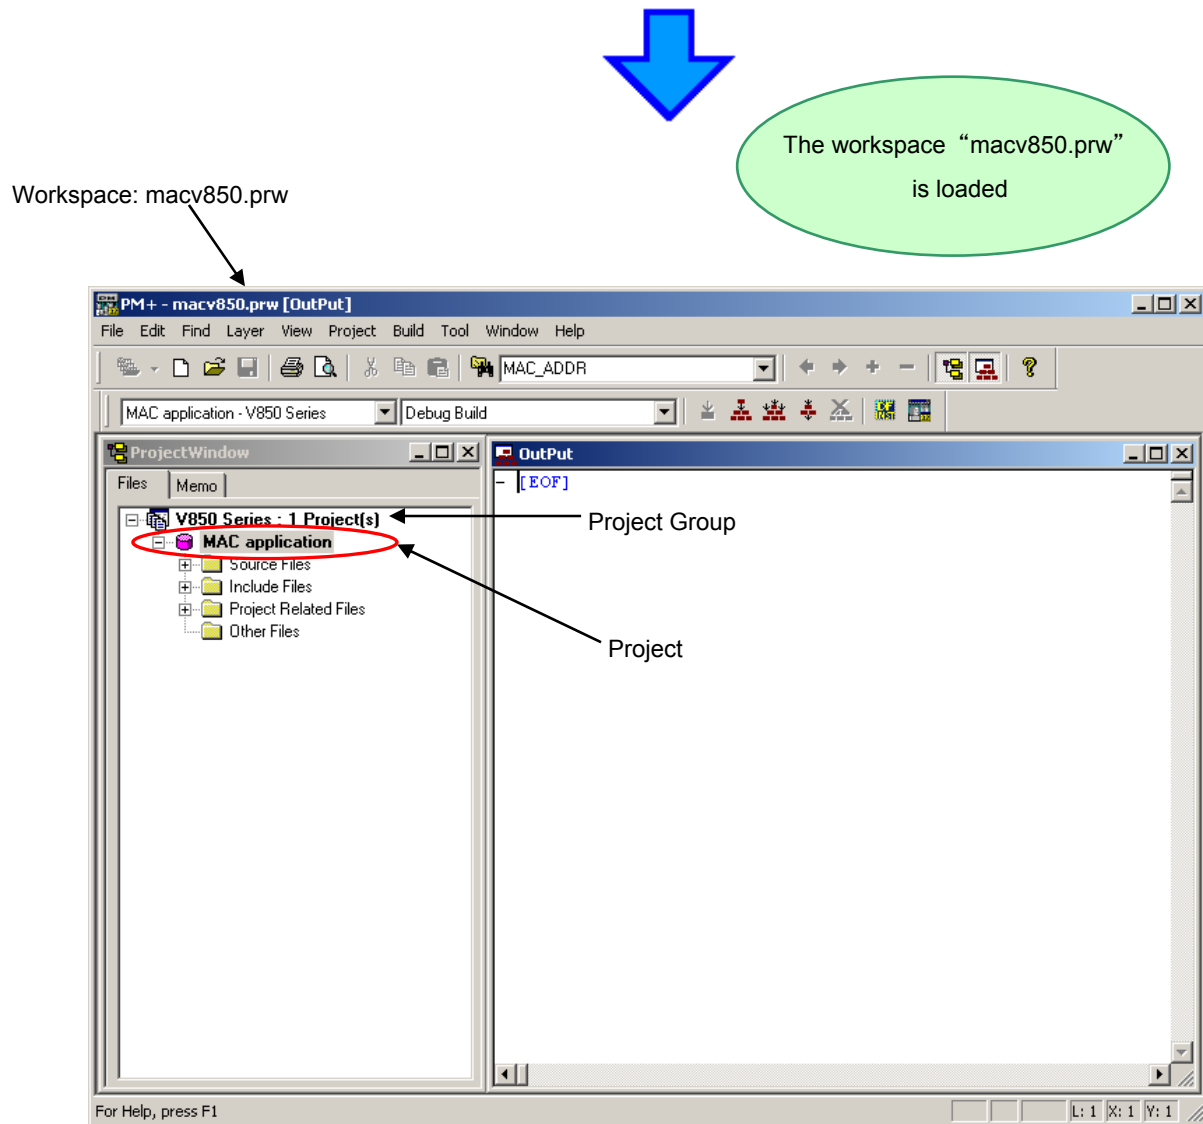 The workspace “macv850.prw”
is loaded
Workspace: macv850.prw
PM+ - macv850.prw [OutPut]
File Edit Find Layer View Project Build Tool Window Help
MAC_ADDR
MAC application - V850 Series Debug Build
ProjectWindow
OutPut
Files Memo
[EOF]
V850 Series : 1 Project(s)
Project Group
MAC application
Source Files
Include Files
Project Related Files
Other Files
Project
For Help, press F1
L: 1 X: 1 Y: 1